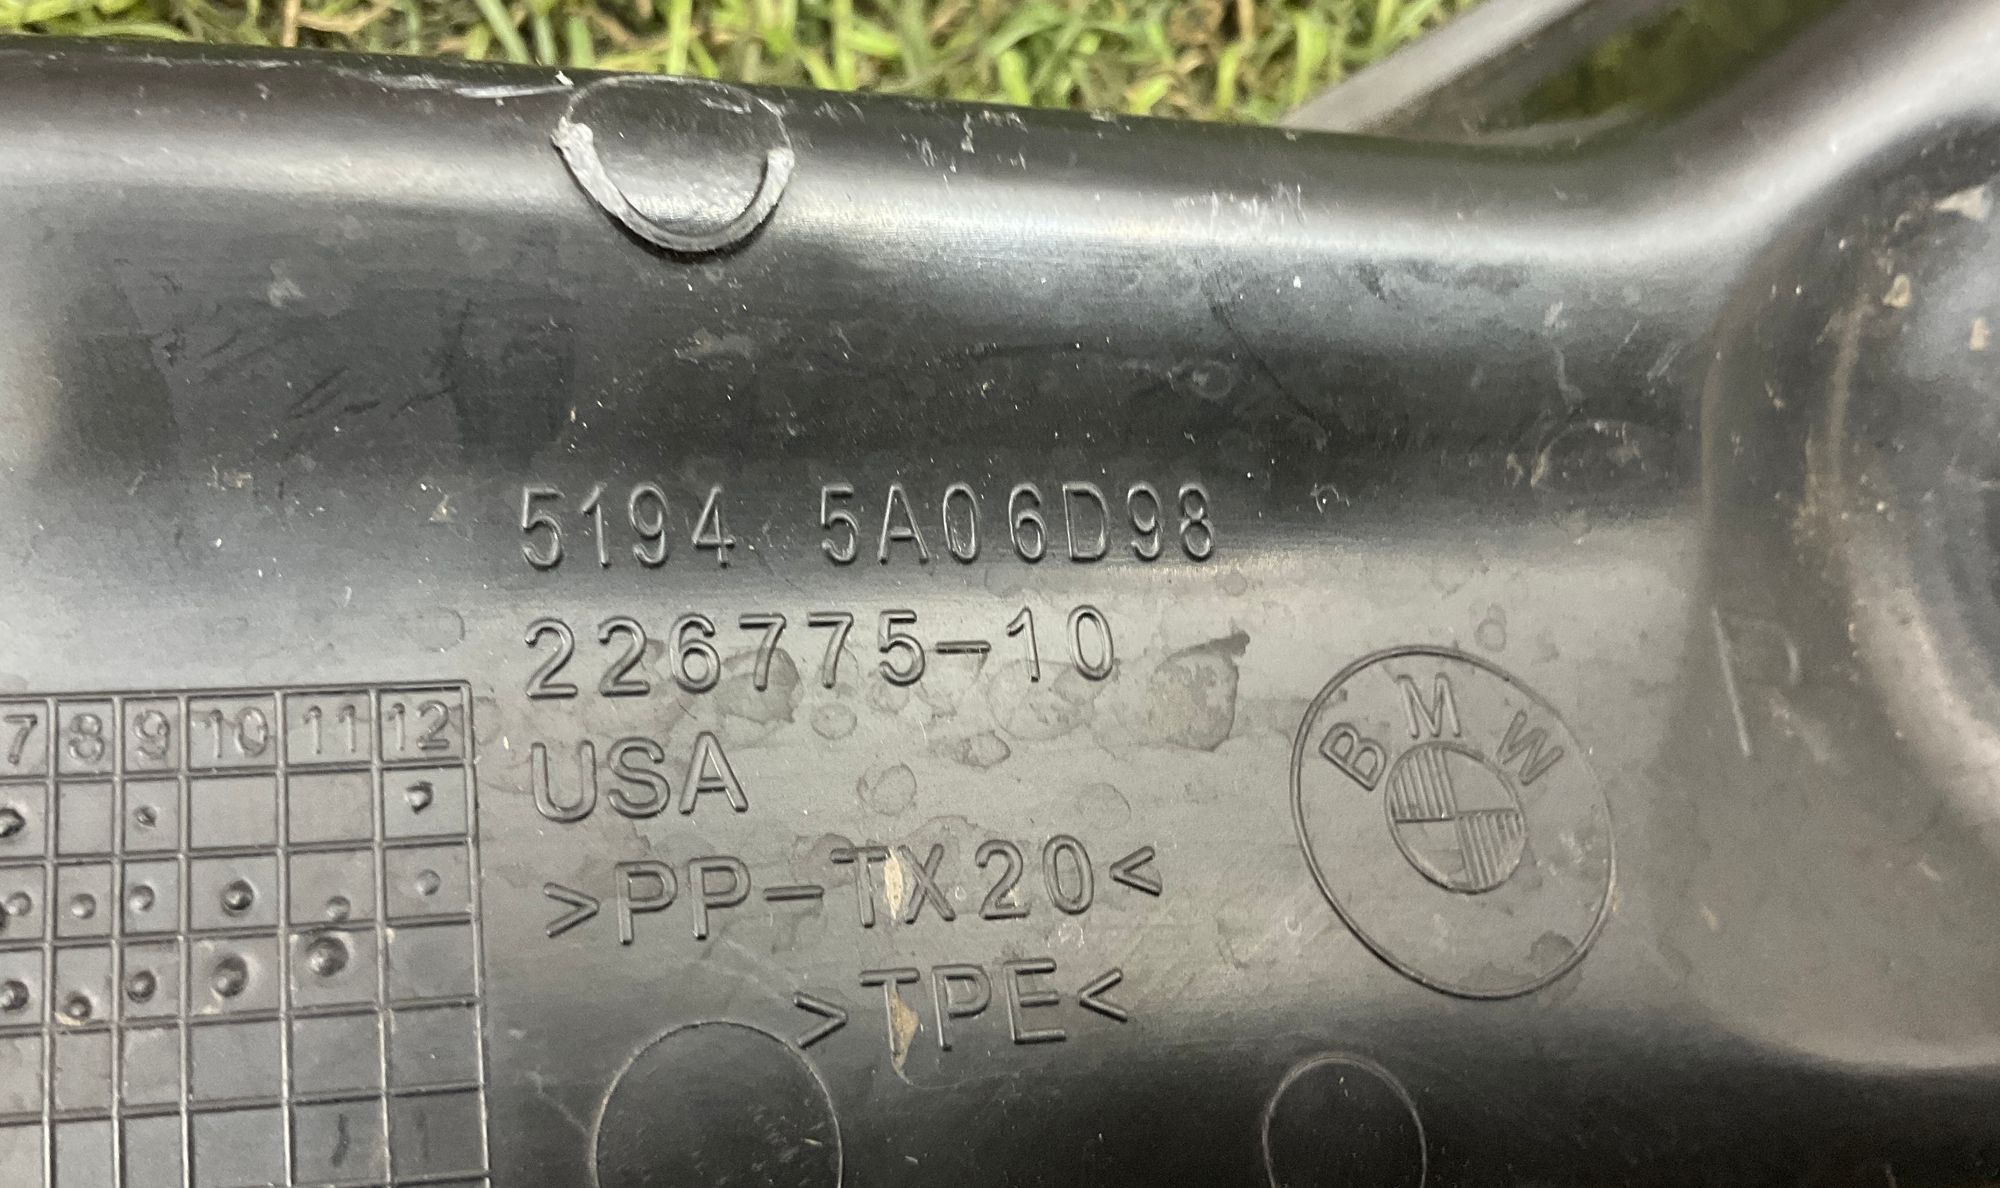 5194 5A06D98
226775-10
USA
>PP-TX20<
>TPE<
BMW
7 8 9 10 11 12